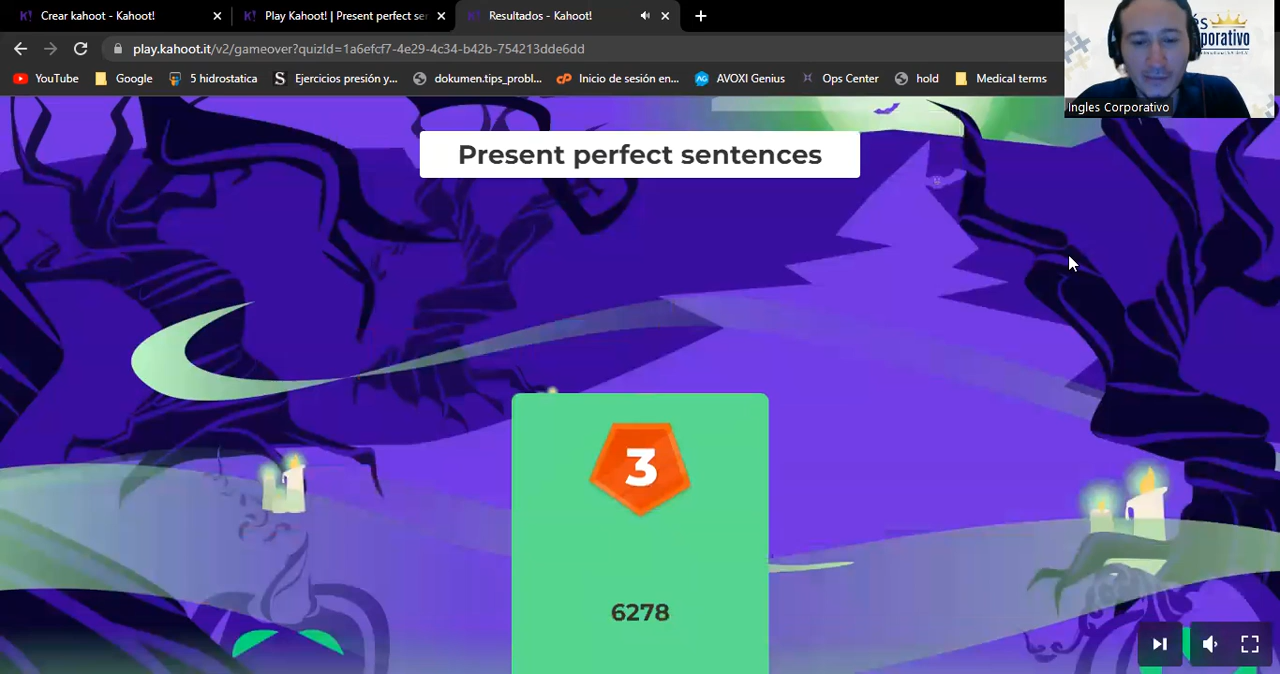 Crear kahoot - Kahoot!
Play Kahoot! | Present perfect ser
Resultados - Kahoot!
play.kahoot.it/v2/gameover?quizId=1a6efcf7-4e29-4c34-b42b-754213dde6dd
YouTube
Google
5 hidrostatica
Ejercicios presión y...
dokumen.tips_probl...
Inicio de sesión en...
AVOXI Genius
Ops Center
hold
Medical terms
Ingles Corporativo
Present perfect sentences
3
6278